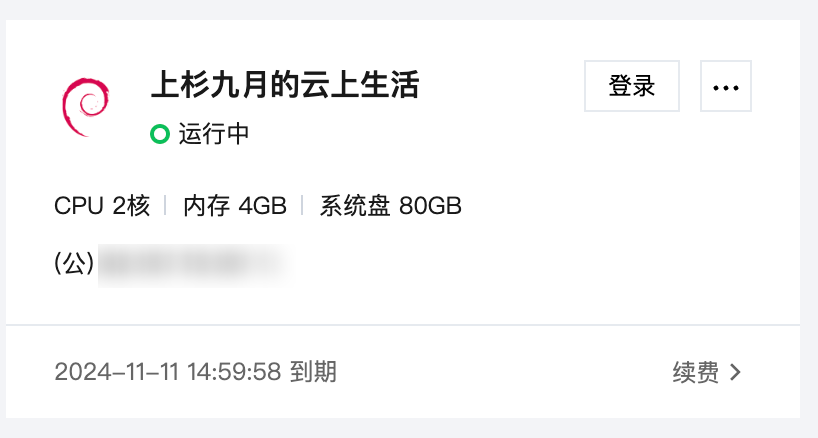 上杉九月的云上生活
登录
...
运行中
CPU 2核 | 内存 4GB | 系统盘 80GB
(公)
2024-11-11 14:59:58 到期
续费 >